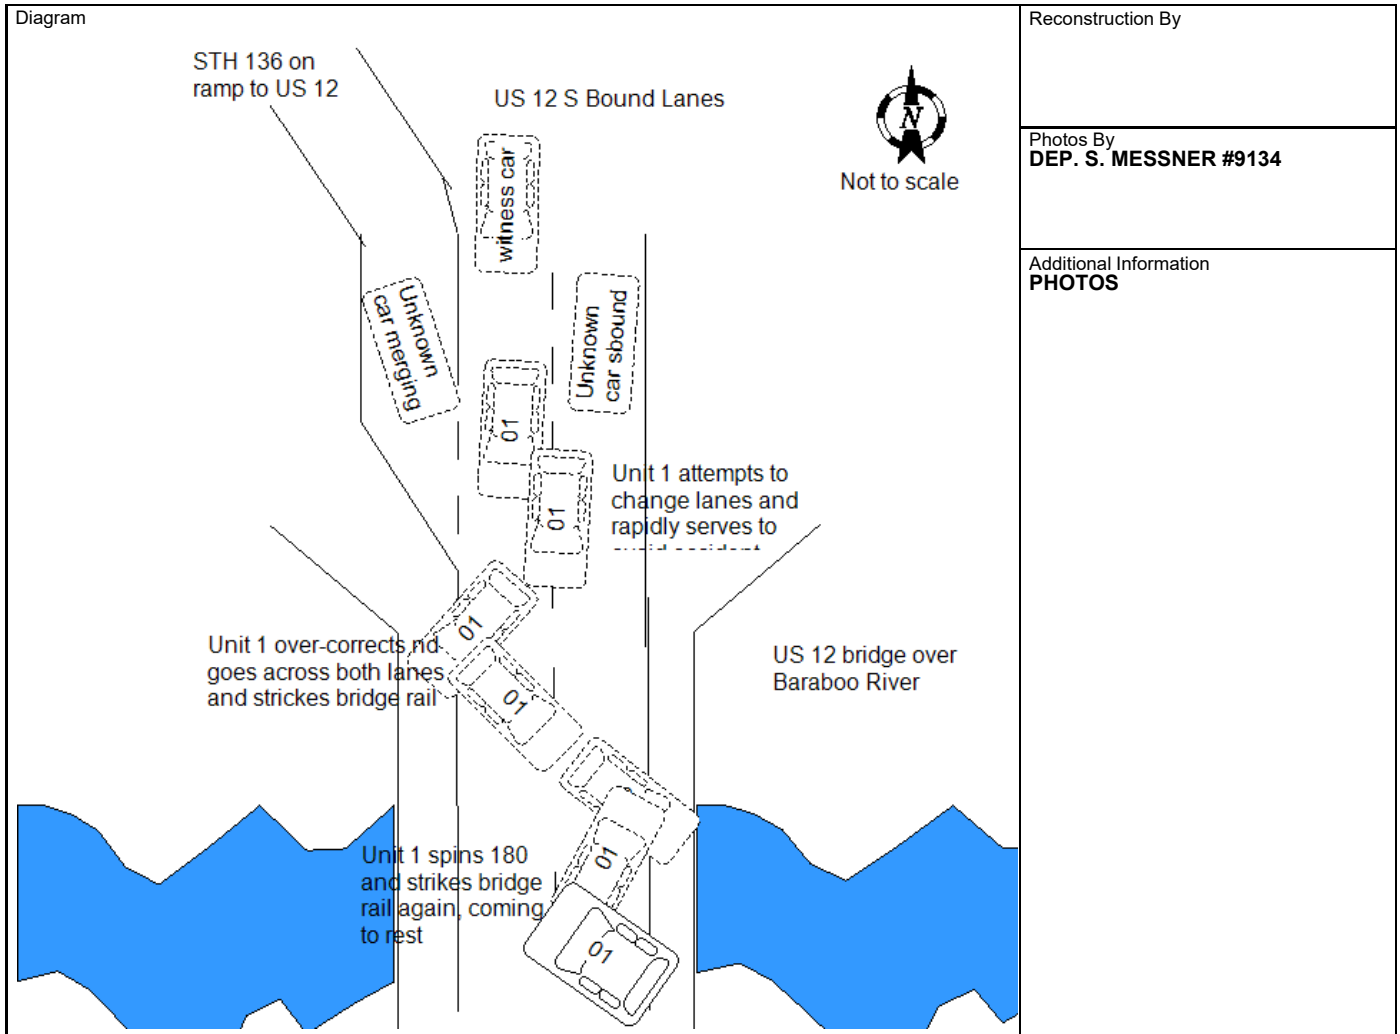 Diagram
Reconstruction By
Photos By
DEP. S. MESSNER #9134
Additional Information
PHOTOS
STH 136 on
ramp to US 12
US 12 S Bound Lanes
N
Not to scale
witness car
Unknown
car merging
Unknown
car sbound
01
01
Unit 1 attempts to
change lanes and
rapidly serves to
avoid accident
01
Unit 1 over-corrects nd
goes across both lanes
and strickes bridge rail
01
US 12 bridge over
Baraboo River
Unit 1 spins 180
and strikes bridge
rail again, coming
to rest
01
01